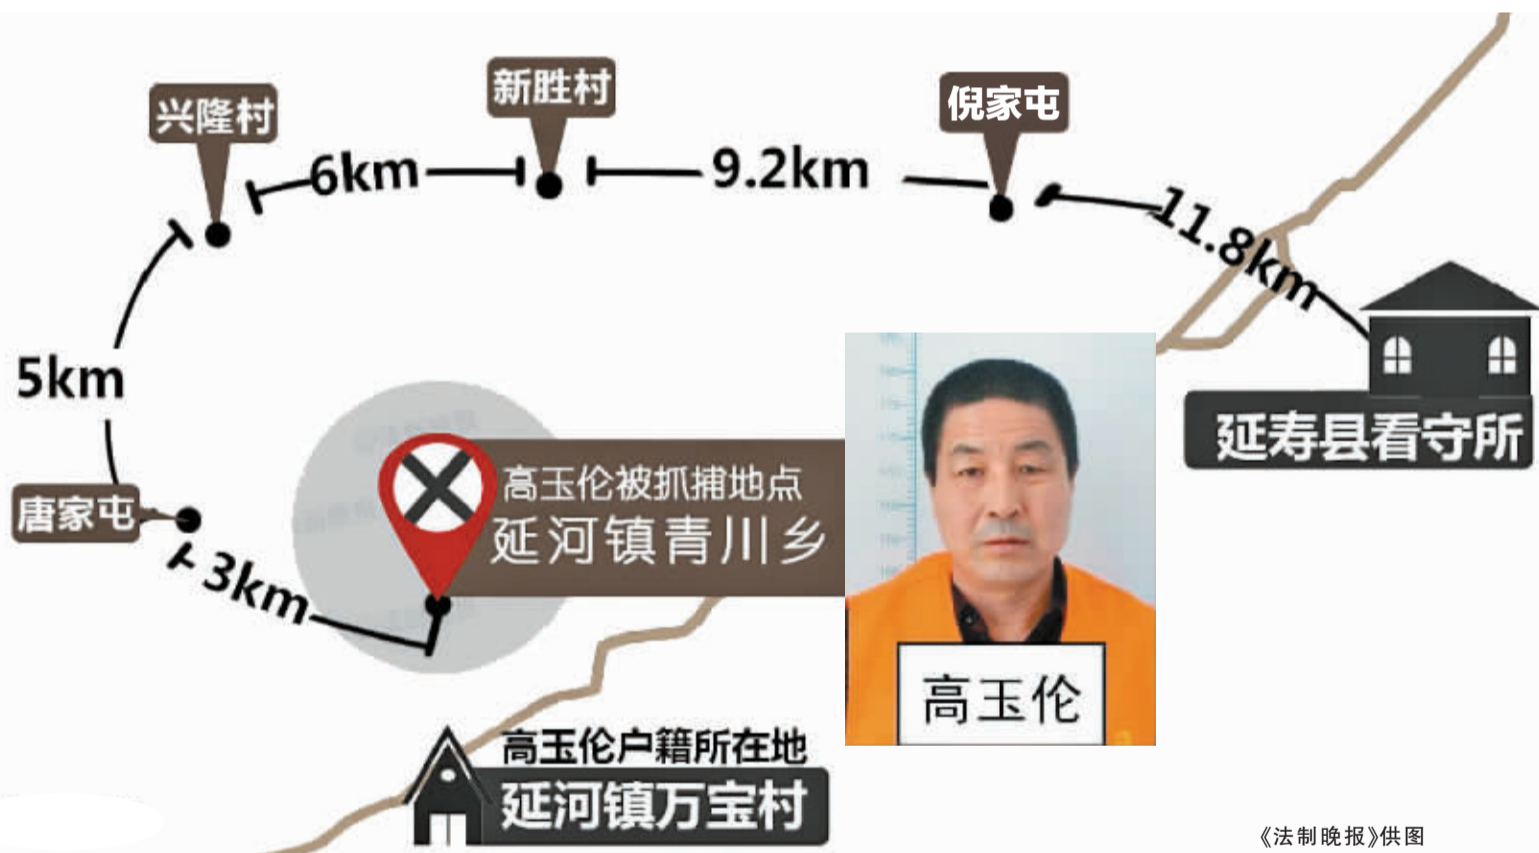 兴隆村
新胜村
倪家屯
6km
9.2km
11.8km
5km
延寿县看守所
唐家屯
3km
高玉伦被抓捕地点
延河镇青川乡
高玉伦
高玉伦户籍所在地
延河镇万宝村
《法制晚报》供图